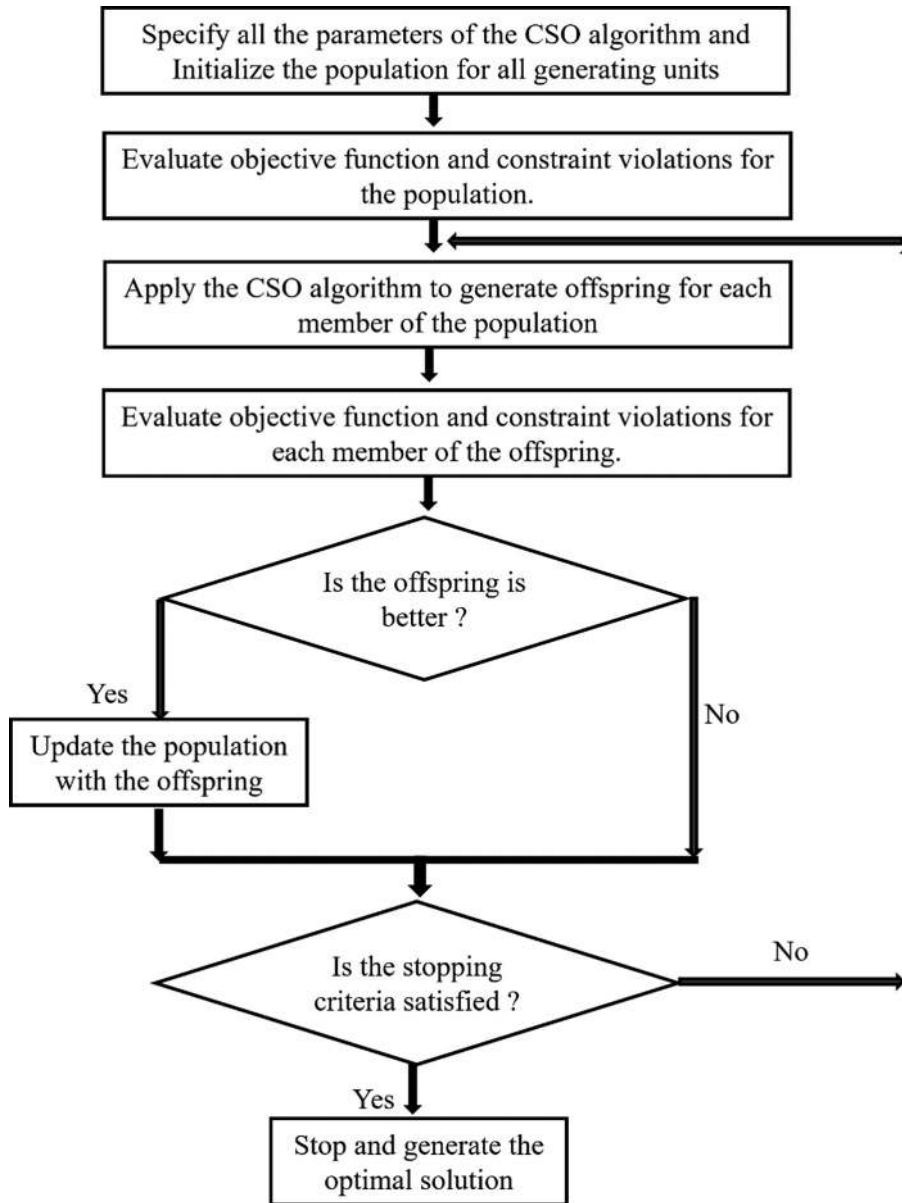 Specify all the parameters of the CSO algorithm and
Initialize the population for all generating units
Evaluate objective function and constraint violations for
the population.
Apply the CSO algorithm to generate offspring for each
member of the population
Evaluate objective function and constraint violations for
each member of the offspring.
Is the offspring is
better ?
Yes
No
Update the population
with the offspring
Is the stopping
criteria satisfied ?
No
Yes
Stop and generate the
optimal solution